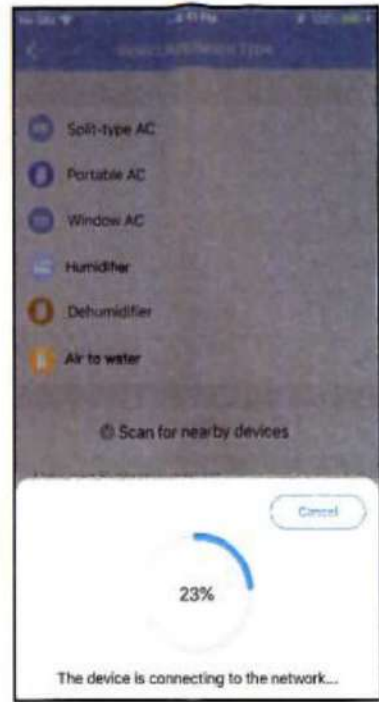 Split-type AC
Portable AC
Window AC
Humidifier
Dehumidifier
Air to water
Scan for nearby devices
Cancel
23%
The device is connecting to the network...